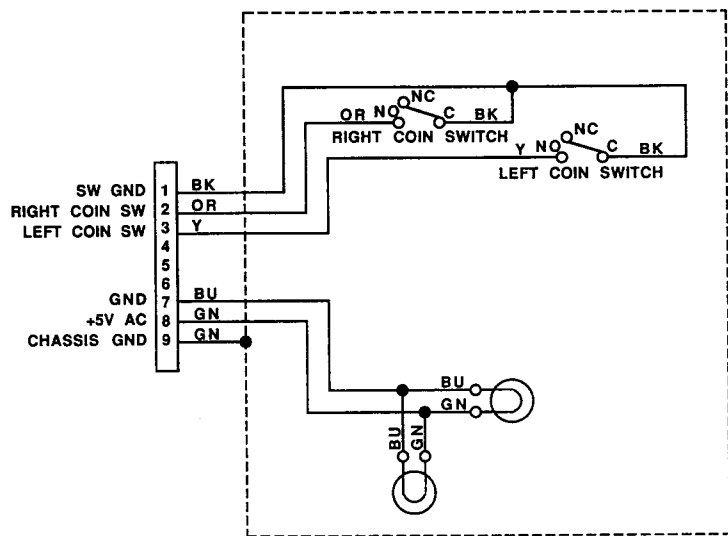 NC
OR NO C BK
RIGHT COIN SWITCH
NC
Y NO C BK
LEFT COIN SWITCH
SW GND 1 BK
RIGHT COIN SW 2 OR
LEFT COIN SW 3 Y
4
5
6
GND 7 BU
+5V AC 8 GN
CHASSIS GND 9 GN
BU
GN
BU
GN